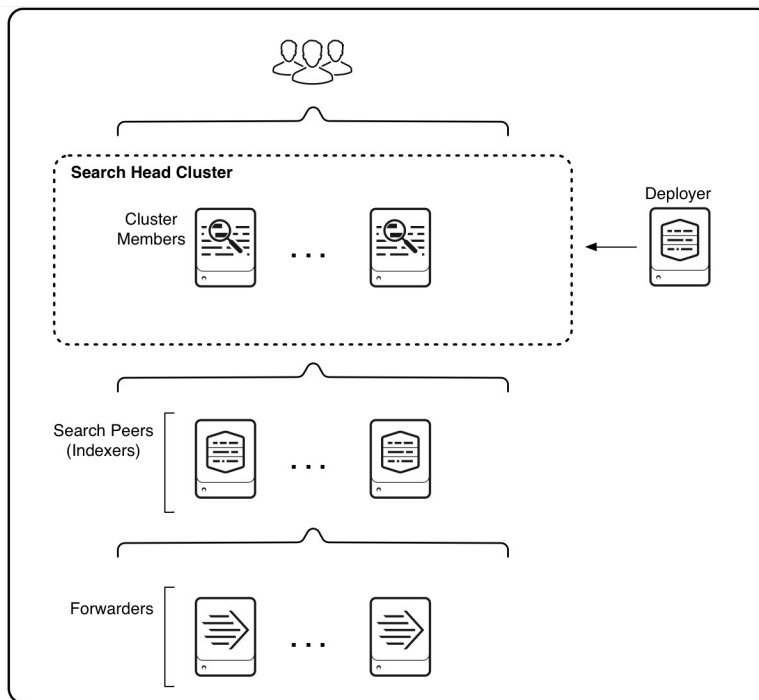 Search Head Cluster
Deployer
Cluster
Members
. . .
Search Peers
(Indexers)
. . .
Forwarders
. . .